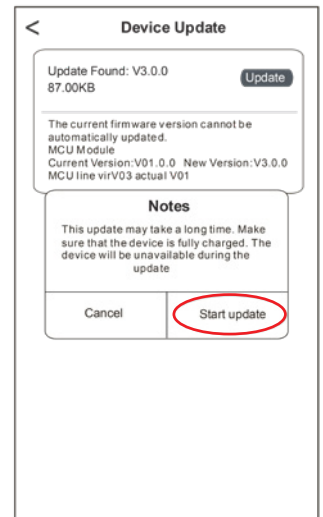 < Device Update
Update Found: V3.0.0
87.00KB
Update
The current firmware version cannot be
automatically updated.
MCU Module
Current Version:V01.0.0 New Version:V3.0.0
MCU line virV03 actual V01
Notes
This update may take a long time. Make
sure that the device is fully charged. The
device will be unavailable during the
update
Cancel
Start update